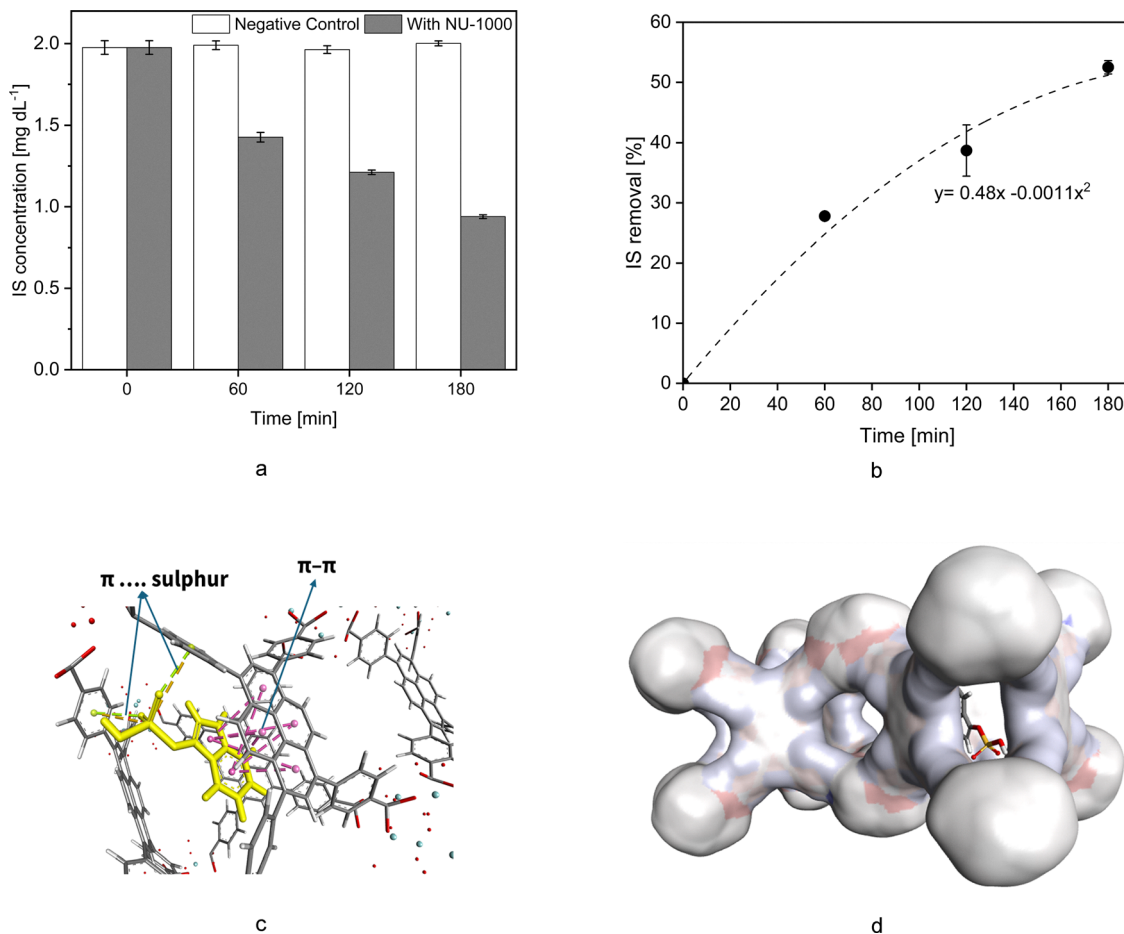 Negative Control With NU-1000
2.0
1.5
1.0
0.5
0.0
IS concentration [mg dL⁻¹]
0 60 120 180
Time [min]
a
60
50
40
30
20
10
0
IS removal [%]
y= 0.48x -0.0011x²
0 20 40 60 80 100 120 140 160 180
Time [min]
b
π .... sulphur
π–π
c
d